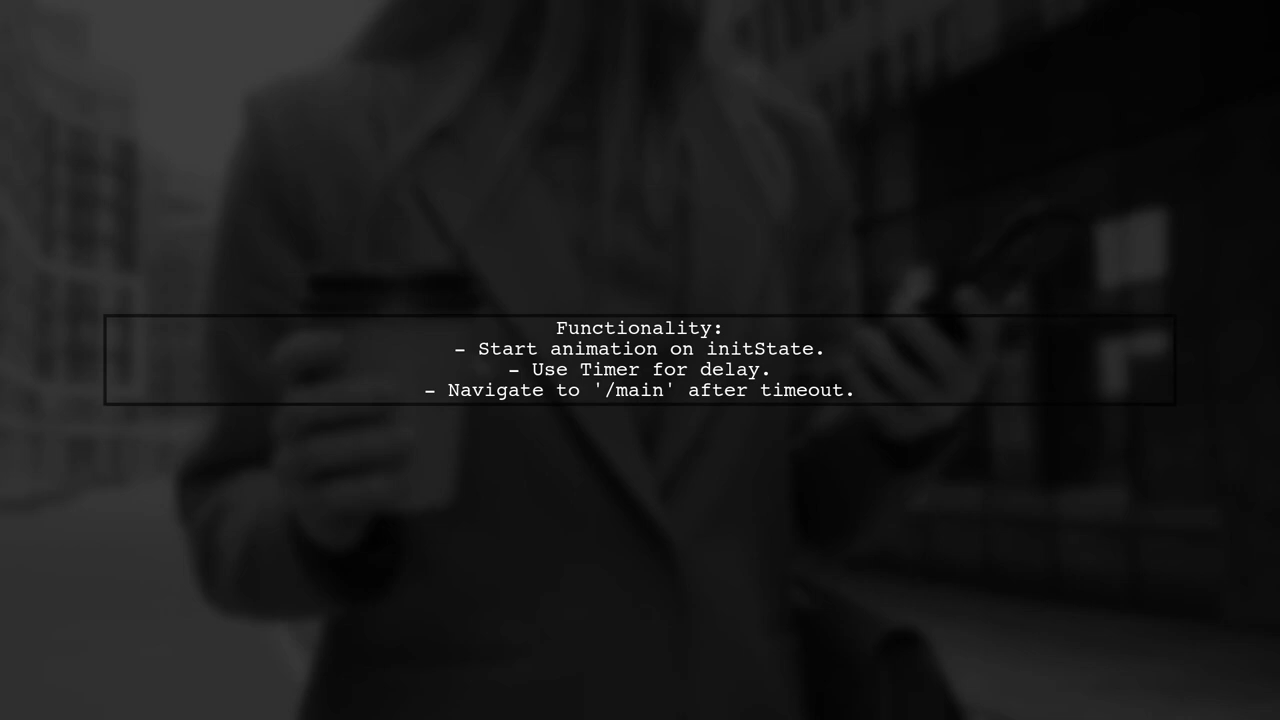 Functionality:
- Start animation on initState.
- Use Timer for delay.
- Navigate to '/main' after timeout.